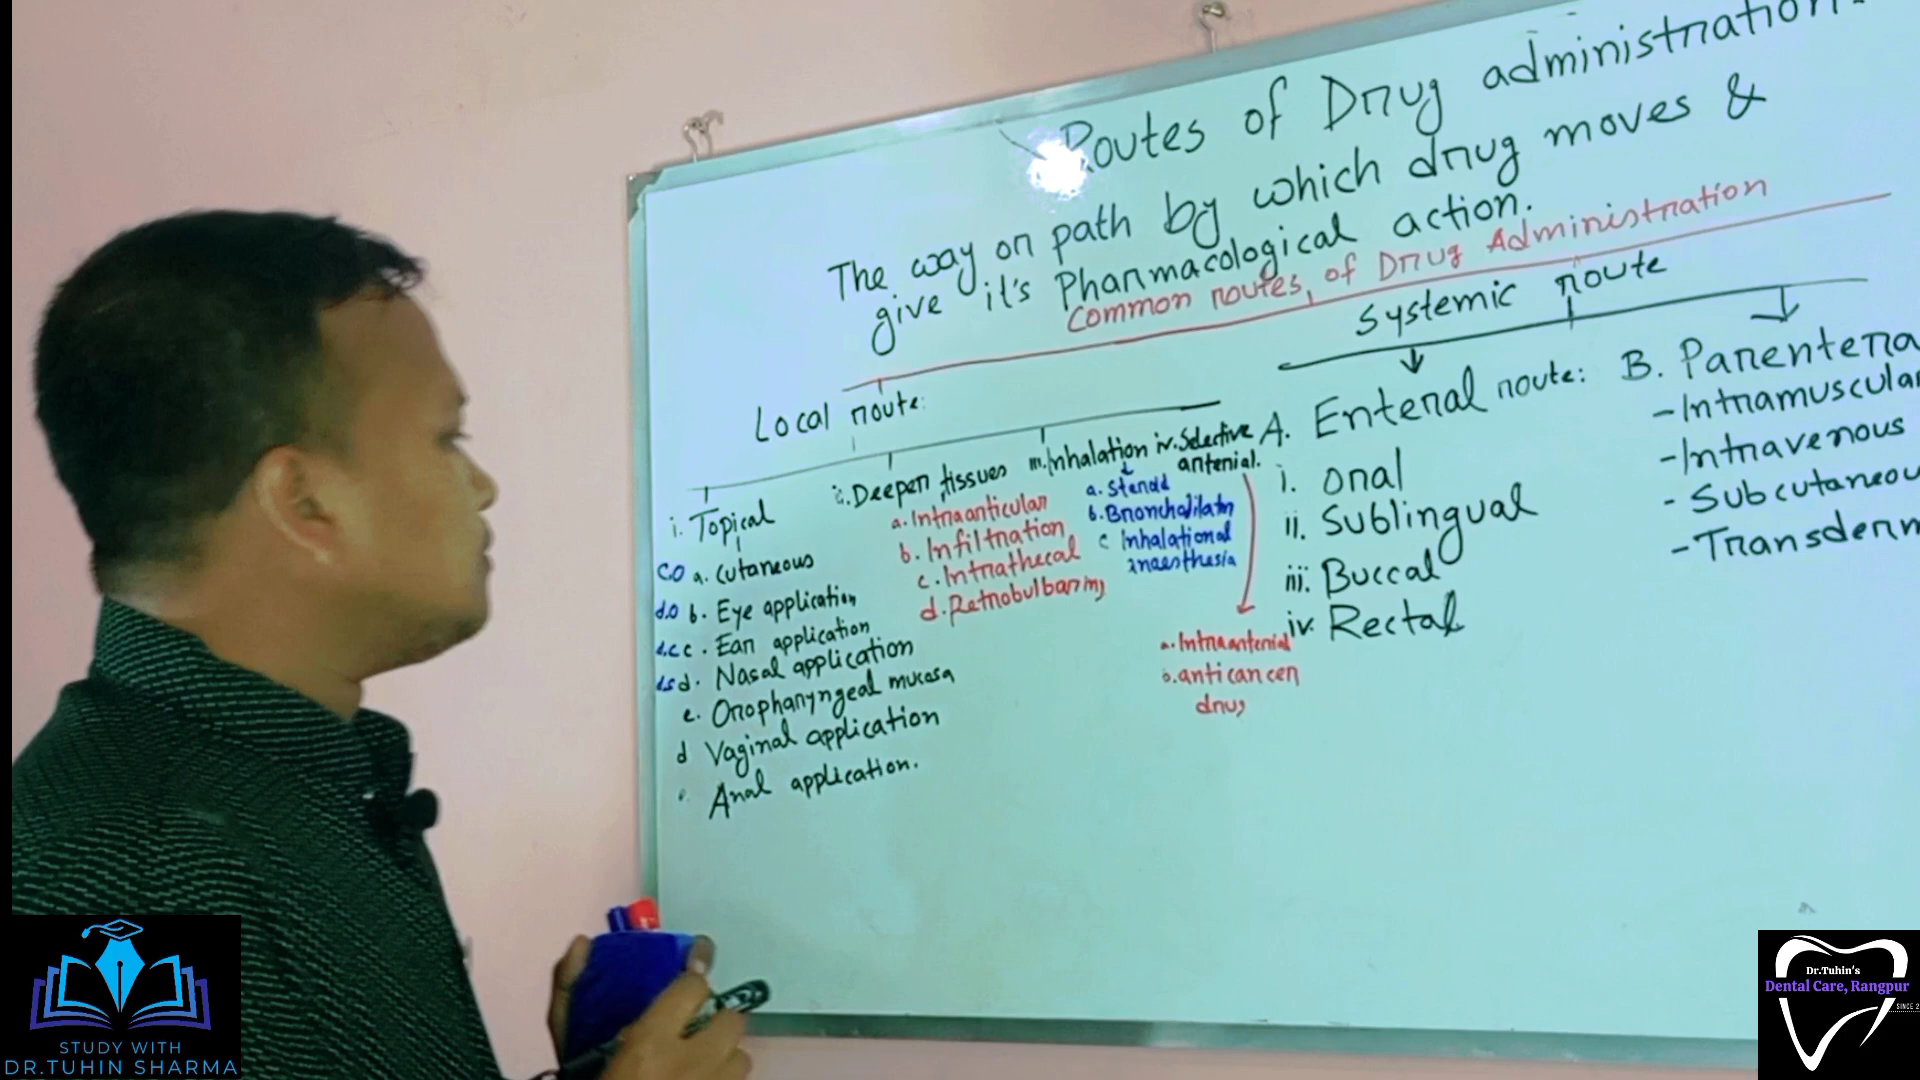 Routes of Drug administration.
The way or path by which drug moves &
give it's Pharmacological action.
Common routes, of Drug Administration
Local route:
i. Topical
c.o a. cutaneous
d.o b. Eye application
c. Ear application
d. Nasal application
e. Oropharyngeal mucosa
d Vaginal application
Anal application.
ii. Deeper tissues
a. Intraarticular
b. Infiltration
c. Intrathecal
d. Retrobulbaring
iii. Inhalation
a. Steroid
b. Bronchodilator
c Inhalational
anaesthesia
iv. Selective
arterial.
a. Intraarterial
b. anticancer
drug
Systemic route
A. Enteral route:
i. oral
ii. Sublingual
iii. Buccal
iv. Rectal
B. Parentera
- Intramuscular
- Intravenous
- Subcutaneou
- Transderm
STUDY WITH
DR.TUHIN SHARMA
Dr.Tuhin's
Dental Care, Rangpur
SINCE 2